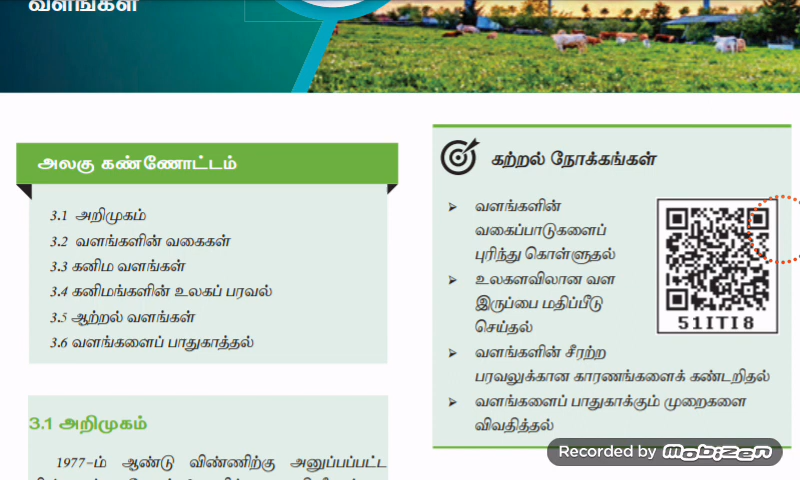 வளங்கள்
அலகு கண்ணோட்டம்
3.1 அறிமுகம்
3.2 வளங்களின் வகைகள்
3.3 கனிம வளங்கள்
3.4 கனிமங்களின் உலகப் பரவல்
3.5 ஆற்றல் வளங்கள்
3.6 வளங்களைப் பாதுகாத்தல்
3.1 அறிமுகம்
1977-ம் ஆண்டு விண்ணிற்கு அனுப்பப்பட்ட
கற்றல் நோக்கங்கள்
➢ வளங்களின்
வகைப்பாடுகளைப்
புரிந்து கொள்ளுதல்
➢ உலகளவிலான வள
இருப்பை மதிப்பீடு
செய்தல்
➢ வளங்களின் சீரற்ற
பரவலுக்கான காரணங்களைக் கண்டறிதல்
➢ வளங்களைப் பாதுகாக்கும் முறைகளை
விவதித்தல்
51ITI8
Recorded by mobizen